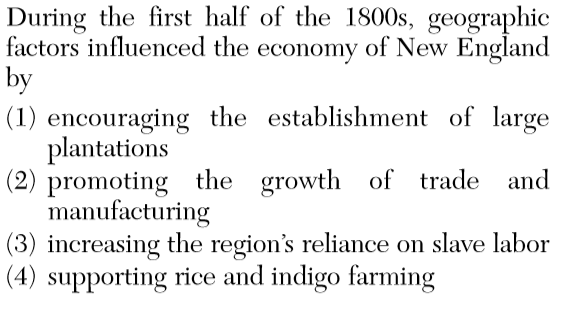 During the first half of the 1800s, geographic
factors influenced the economy of New England
by
(1) encouraging the establishment of large
plantations
(2) promoting the growth of trade and
manufacturing
(3) increasing the region's reliance on slave labor
(4) supporting rice and indigo farming